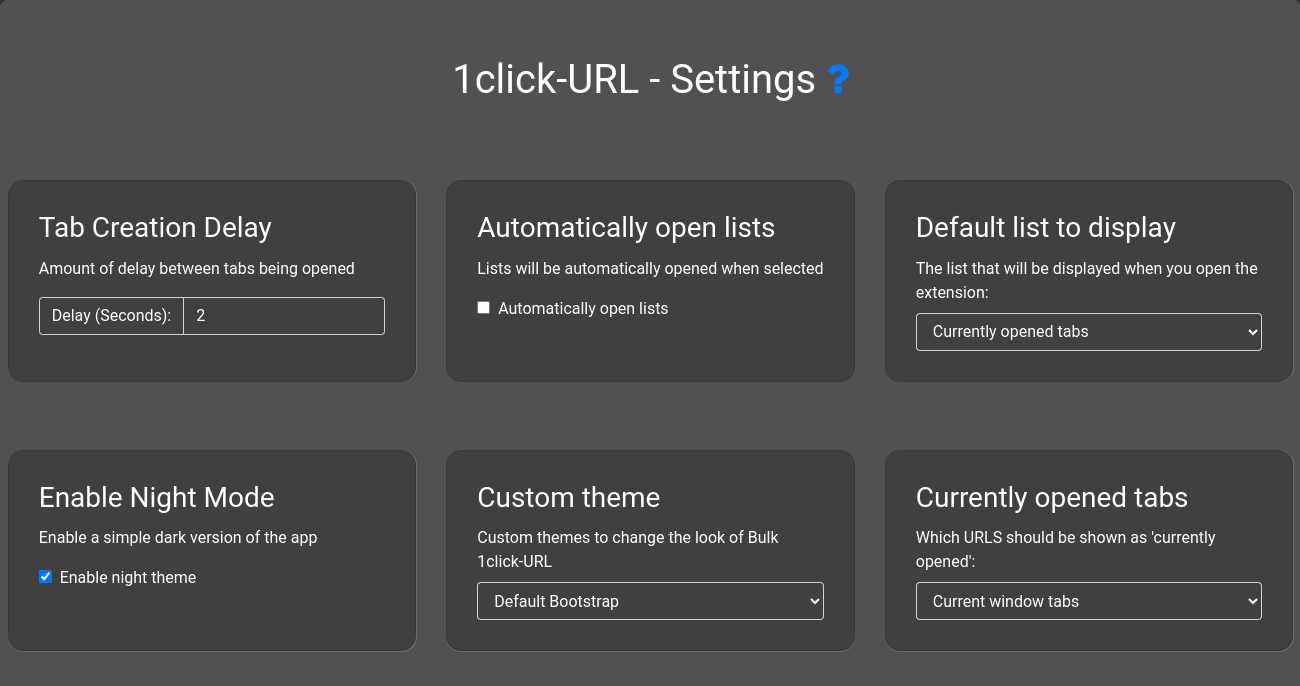 1click-URL - Settings ?
Tab Creation Delay
Amount of delay between tabs being opened
Delay (Seconds): 2
Automatically open lists
Lists will be automatically opened when selected
Automatically open lists
Default list to display
The list that will be displayed when you open the
extension:
Currently opened tabs
Enable Night Mode
Enable a simple dark version of the app
Enable night theme
Custom theme
Custom themes to change the look of Bulk
1click-URL
Default Bootstrap
Currently opened tabs
Which URLS should be shown as 'currently
opened':
Current window tabs